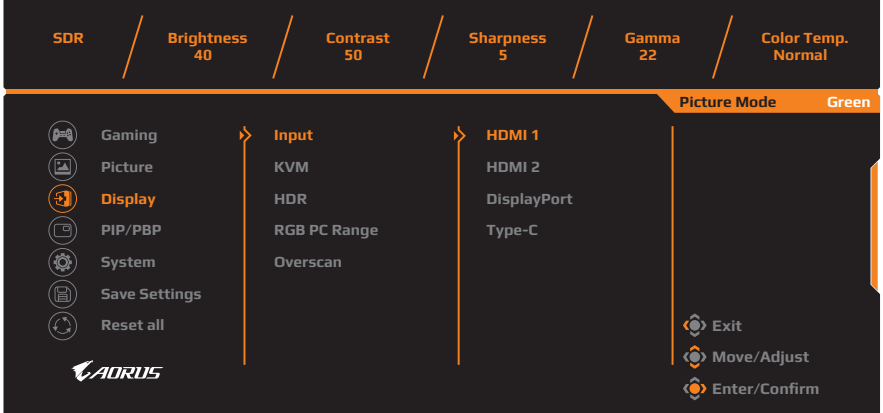 SDR
Brightness
40
Contrast
50
Sharpness
5
Gamma
22
Color Temp.
Normal
Picture Mode Green
Gaming
Picture
Display
PIP/PBP
System
Save Settings
Reset all
Input
KVM
HDR
RGB PC Range
Overscan
HDMI 1
HDMI 2
DisplayPort
Type-C
Exit
Move/Adjust
Enter/Confirm
AORUS